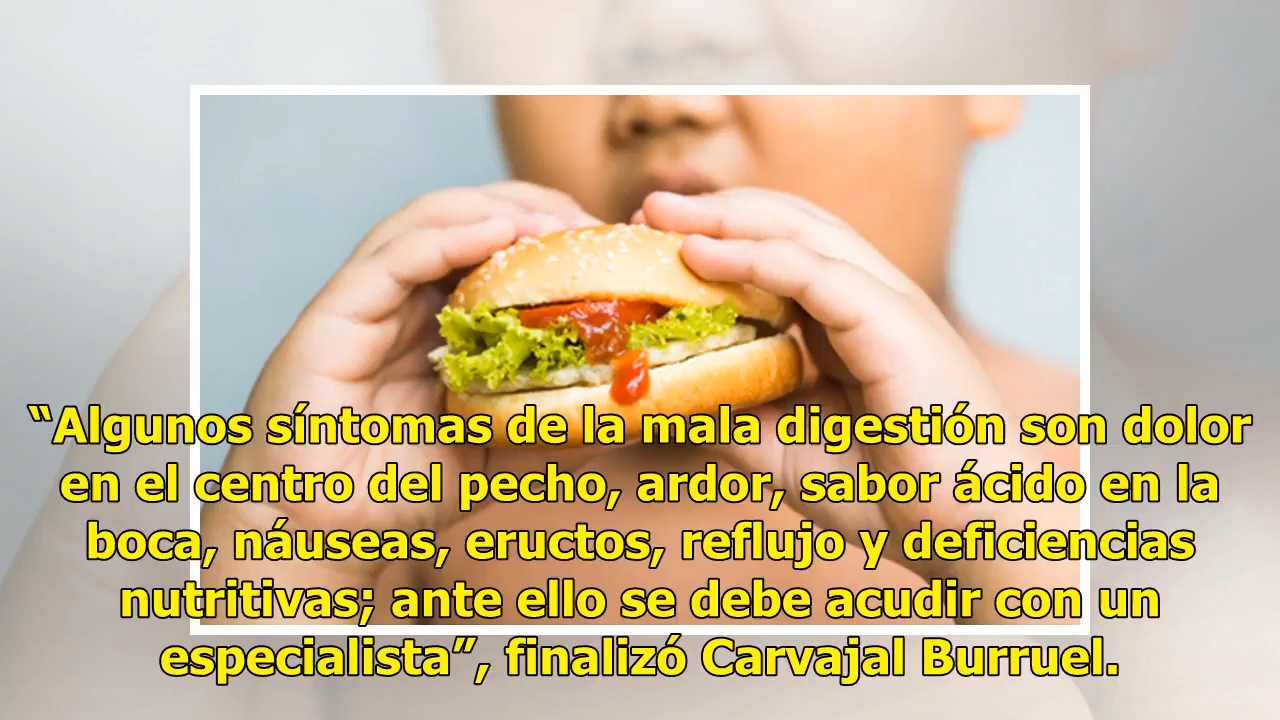 “Algunos síntomas de la mala digestión son dolor
en el centro del pecho, ardor, sabor ácido en la
boca, náuseas, eructos, reflujo y deficiencias
nutritivas; ante ello se debe acudir con un
especialista”, finalizó Carvajal Burruel.